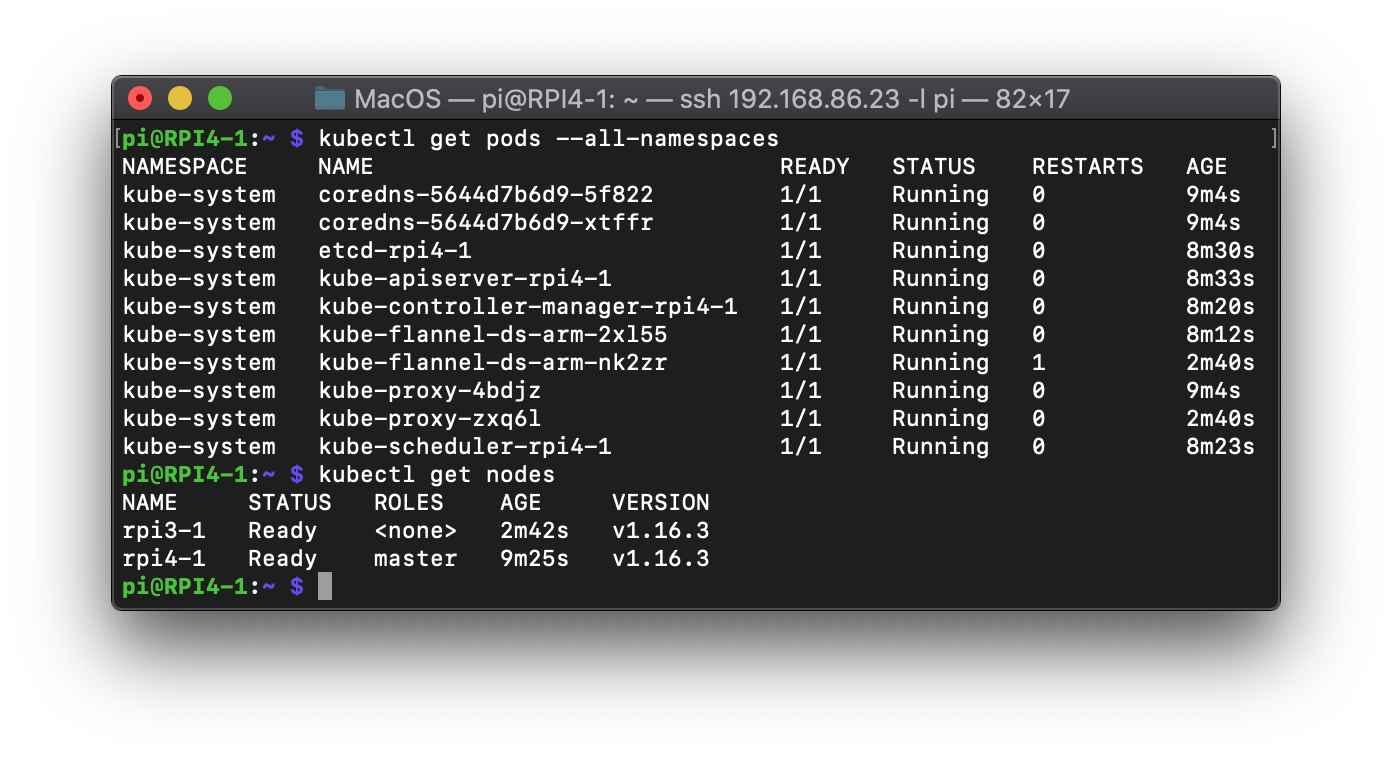 MacOS — pi@RPI4-1: ~ — ssh 192.168.86.23 -l pi — 82×17
[pi@RPI4-1:~ $ kubectl get pods --all-namespaces ]
NAMESPACE     NAME                             READY   STATUS    RESTARTS   AGE
kube-system   coredns-5644d7b6d9-5f822         1/1     Running   0          9m4s
kube-system   coredns-5644d7b6d9-xtffr         1/1     Running   0          9m4s
kube-system   etcd-rpi4-1                      1/1     Running   0          8m30s
kube-system   kube-apiserver-rpi4-1            1/1     Running   0          8m33s
kube-system   kube-controller-manager-rpi4-1   1/1     Running   0          8m20s
kube-system   kube-flannel-ds-arm-2xl55        1/1     Running   0          8m12s
kube-system   kube-flannel-ds-arm-nk2zr        1/1     Running   1          2m40s
kube-system   kube-proxy-4bdjz                 1/1     Running   0          9m4s
kube-system   kube-proxy-zxq6l                 1/1     Running   0          2m40s
kube-system   kube-scheduler-rpi4-1            1/1     Running   0          8m23s
pi@RPI4-1:~ $ kubectl get nodes
NAME     STATUS   ROLES    AGE     VERSION
rpi3-1   Ready    <none>   2m42s   v1.16.3
rpi4-1   Ready    master   9m25s   v1.16.3
pi@RPI4-1:~ $